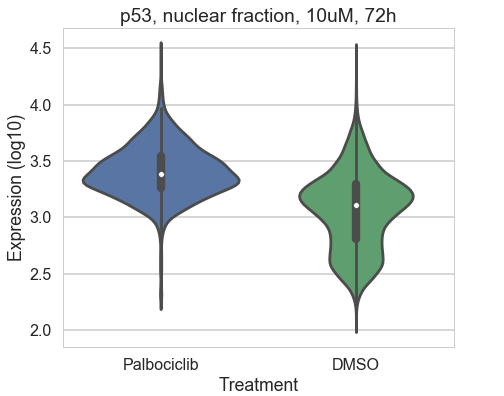 p53, nuclear fraction, 10uM, 72h
4.5
4.0
3.5
3.0
2.5
2.0
Expression (log10)
Palbociclib DMSO
Treatment